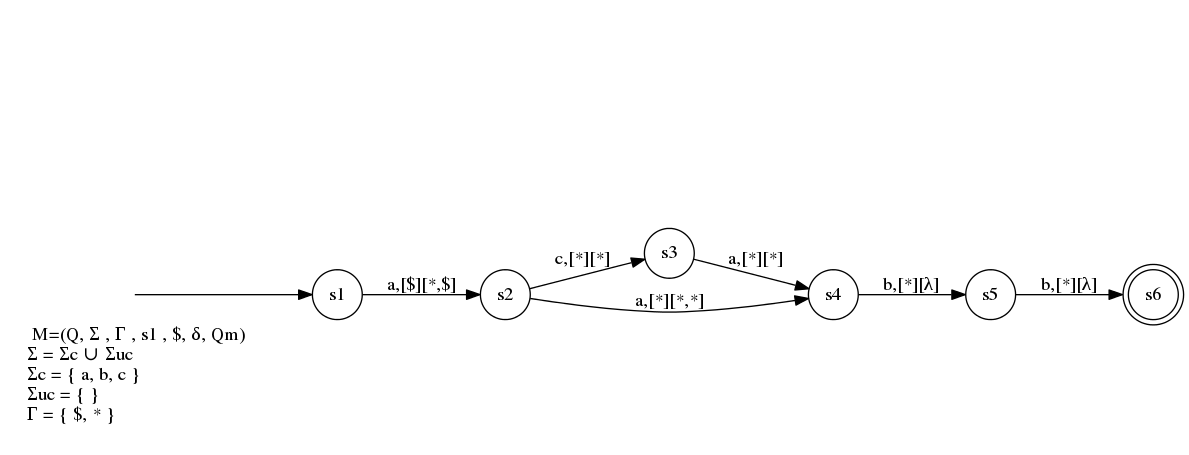 s3
c,[*][*]
a,[*][*]
s1
a,[$][*,$]
s2
a,[*][*,*]
s4
b,[*][λ]
s5
b,[*][λ]
s6
M=(Q, Σ , Γ , s1 , $, δ, Qm)
Σ = Σc ∪ Σuc
Σc = { a, b, c }
Σuc = { }
Γ = { $, * }